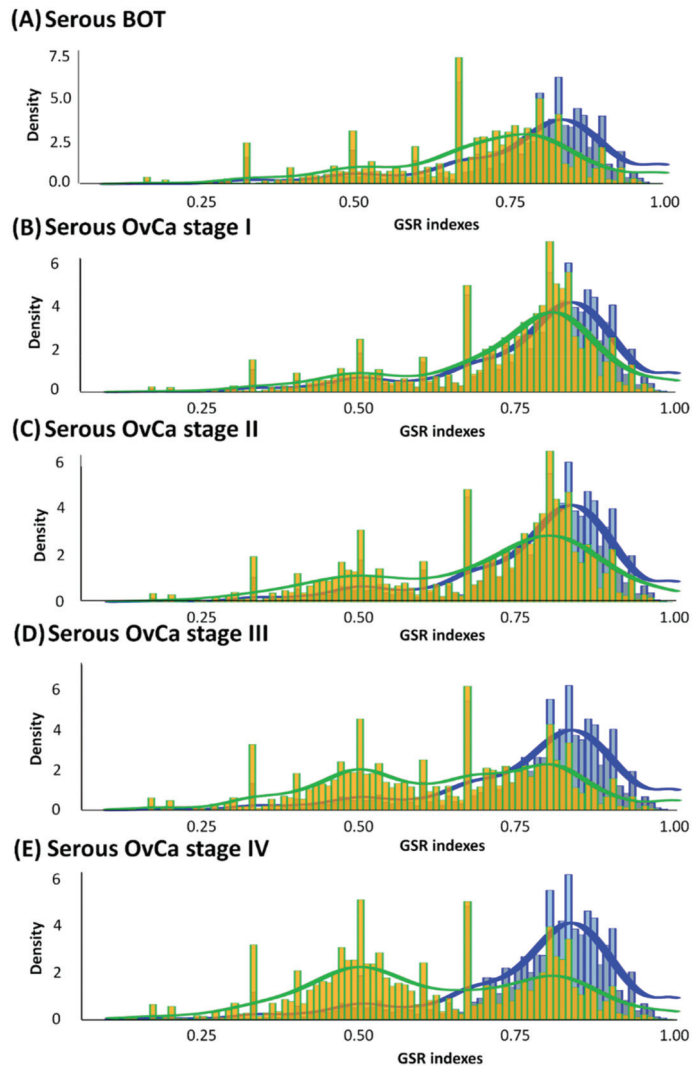 (A) Serous BOT
7.5
5.0
2.5
0.0
Density
0.25 0.50 0.75 1.00
GSR indexes
(B) Serous OvCa stage I
6
4
2
0
Density
0.25 0.50 0.75 1.00
GSR indexes
(C) Serous OvCa stage II
6
4
2
0
Density
0.25 0.50 0.75 1.00
GSR indexes
(D) Serous OvCa stage III
6
4
2
0
Density
0.25 0.50 0.75 1.00
GSR indexes
(E) Serous OvCa stage IV
6
4
2
0
Density
0.25 0.50 0.75 1.00
GSR indexes